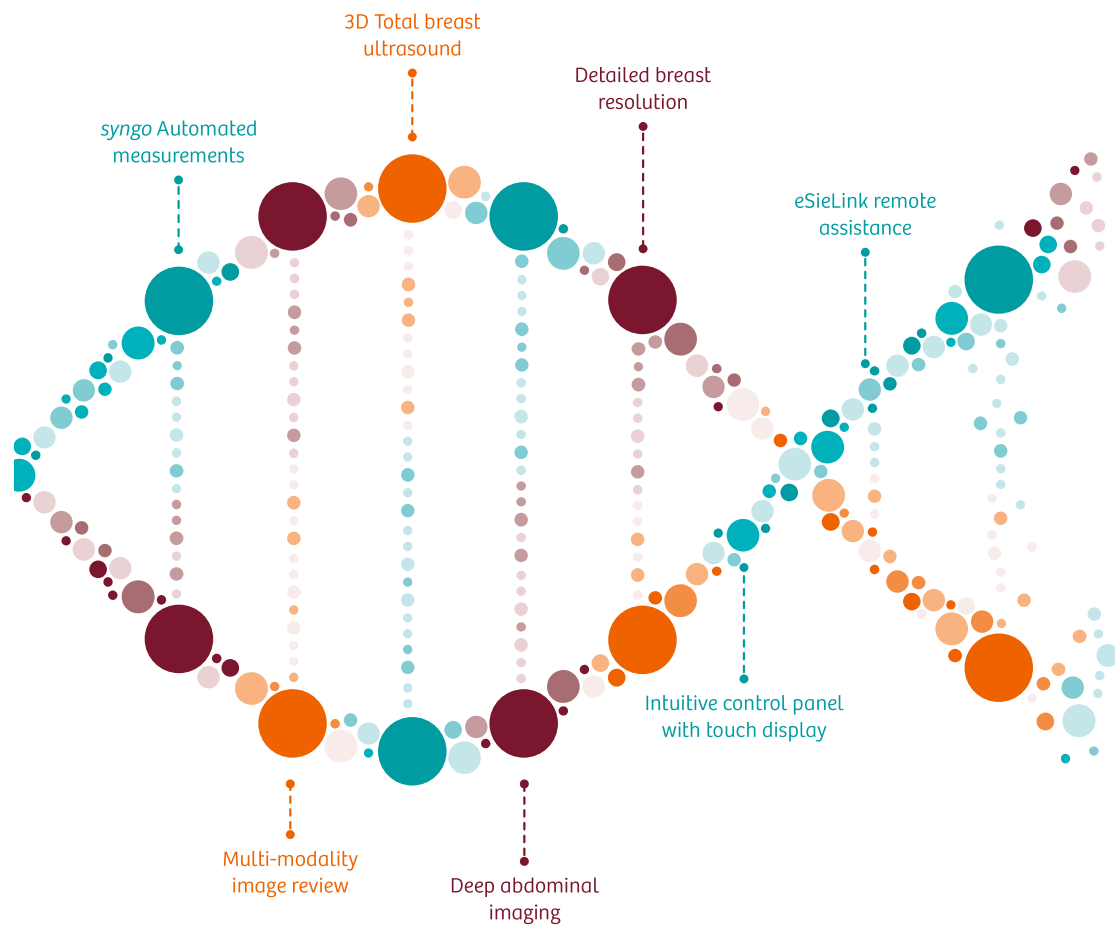 3D Total breast
ultrasound
Detailed breast
resolution
syngo Automated
measurements
eSieLink remote
assistance
Intuitive control panel
with touch display
Multi-modality
image review
Deep abdominal
imaging